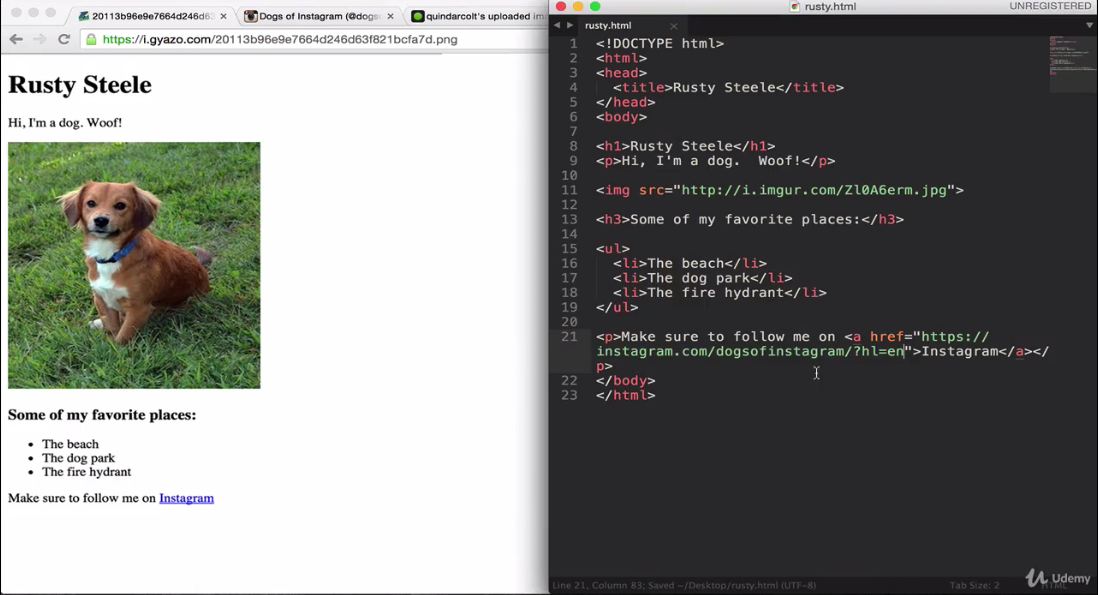 20113b96e9e7664d246d63
Dogs of Instagram (@dogs
quindarcolt's uploaded im
https://i.gyazo.com/20113b96e9e7664d246d63f821bcfa7d.png
Rusty Steele
Hi, I'm a dog. Woof!
Some of my favorite places:
• The beach
• The dog park
• The fire hydrant
Make sure to follow me on Instagram
rusty.html
UNREGISTERED
rusty.html
1 <!DOCTYPE html>
2 <html>
3 <head>
4 <title>Rusty Steele</title>
5 </head>
6 <body>
7
8 <h1>Rusty Steele</h1>
9 <p>Hi, I'm a dog.  Woof!</p>
10
11 <img src="http://i.imgur.com/Zl0A6erm.jpg">
12
13 <h3>Some of my favorite places:</h3>
14
15 <ul>
16 <li>The beach</li>
17 <li>The dog park</li>
18 <li>The fire hydrant</li>
19 </ul>
20
21 <p>Make sure to follow me on <a href="https://
instagram.com/dogsofinstagram/?hl=en">Instagram</a></
p>
22 </body>
23 </html>
Line 21, Column 83; Saved ~/Desktop/rusty.html (UTF-8)
Tab Size: 2
HTML
Udemy